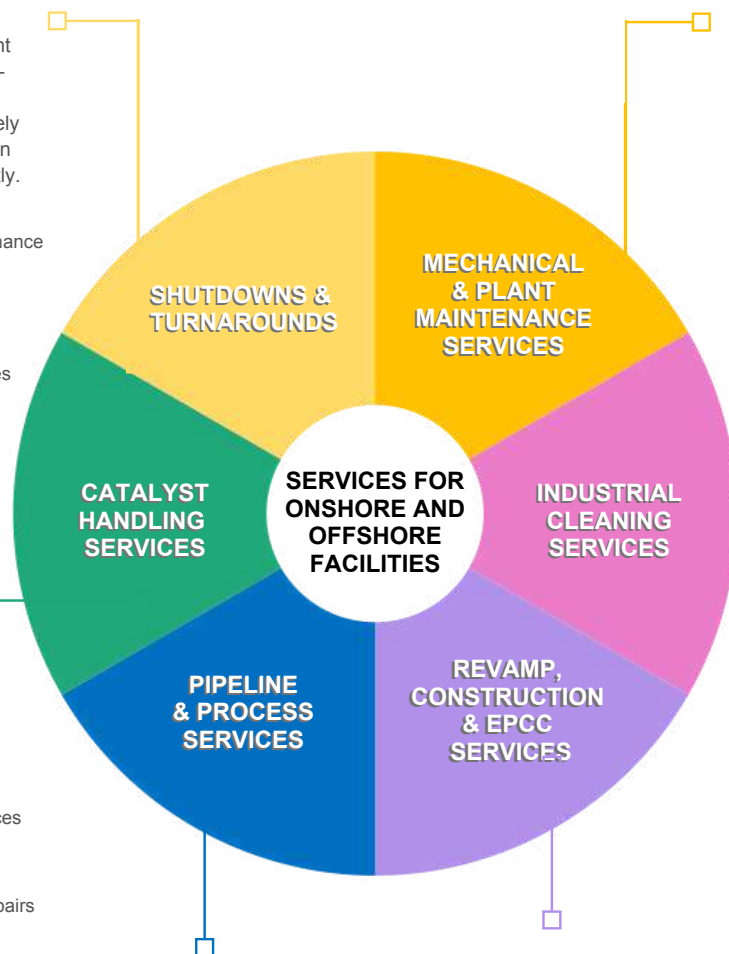 SHUTDOWNS &
TURNAROUNDS
MECHANICAL
& PLANT
MAINTENANCE
SERVICES
CATALYST
HANDLING
SERVICES
SERVICES FOR
ONSHORE AND
OFFSHORE
FACILITIES
INDUSTRIAL
CLEANING
SERVICES
PIPELINE
& PROCESS
SERVICES
REVAMP,
CONSTRUCTION
& EPCC
SERVICES